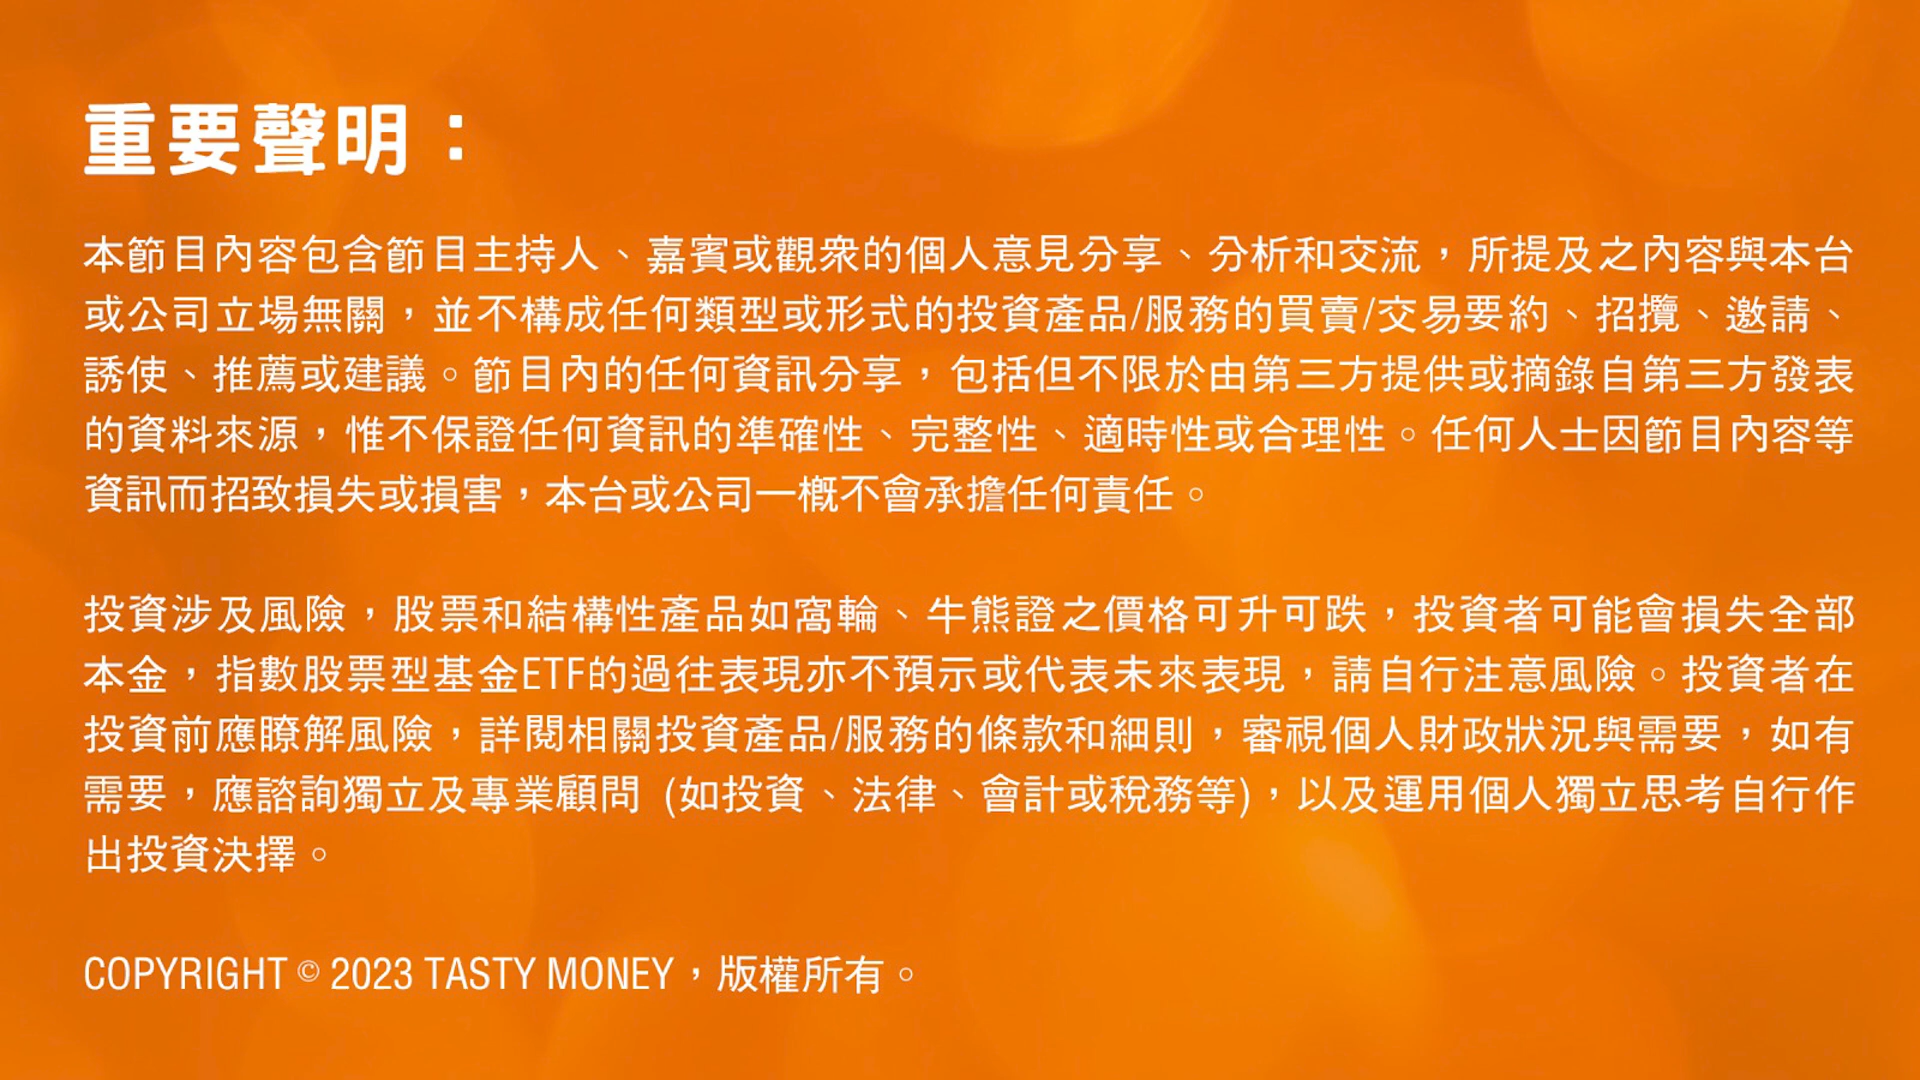 重要聲明：
本節目內容包含節目主持人、嘉賓或觀眾的個人意見分享、分析和交流，所提及之內容與本台
或公司立場無關，並不構成任何類型或形式的投資產品/服務的買賣/交易要約、招攬、邀請、
誘使、推薦或建議。節目內的任何資訊分享，包括但不限於由第三方提供或摘錄自第三方發表
的資料來源，惟不保證任何資訊的準確性、完整性、適時性或合理性。任何人士因節目內容等
資訊而招致損失或損害，本台或公司一概不會承擔任何責任。
投資涉及風險，股票和結構性產品如窩輪、牛熊證之價格可升可跌，投資者可能會損失全部
本金，指數股票型基金ETF的過往表現亦不預示或代表未來表現，請自行注意風險。投資者在
投資前應瞭解風險，詳閱相關投資產品/服務的條款和細則，審視個人財政狀況與需要，如有
需要，應諮詢獨立及專業顧問 (如投資、法律、會計或稅務等)，以及運用個人獨立思考自行作
出投資決擇。
COPYRIGHT © 2023 TASTY MONEY，版權所有。